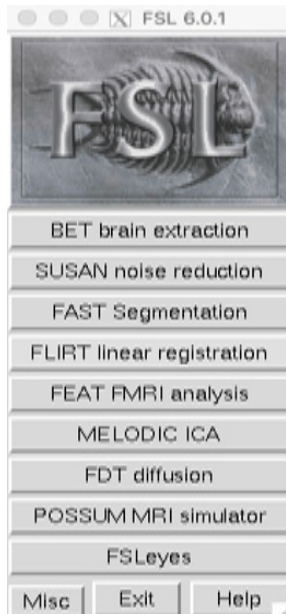 FSL 6.0.1
FSL
BET brain extraction
SUSAN noise reduction
FAST Segmentation
FLIRT linear registration
FEAT FMRI analysis
MELODIC ICA
FDT diffusion
POSSUM MRI simulator
FSLeyes
Misc Exit Help